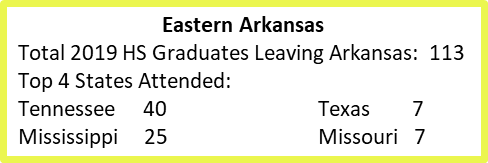 Eastern Arkansas
Total 2019 HS Graduates Leaving Arkansas: 113
Top 4 States Attended:
Tennessee 40 Texas 7
Mississippi 25 Missouri 7